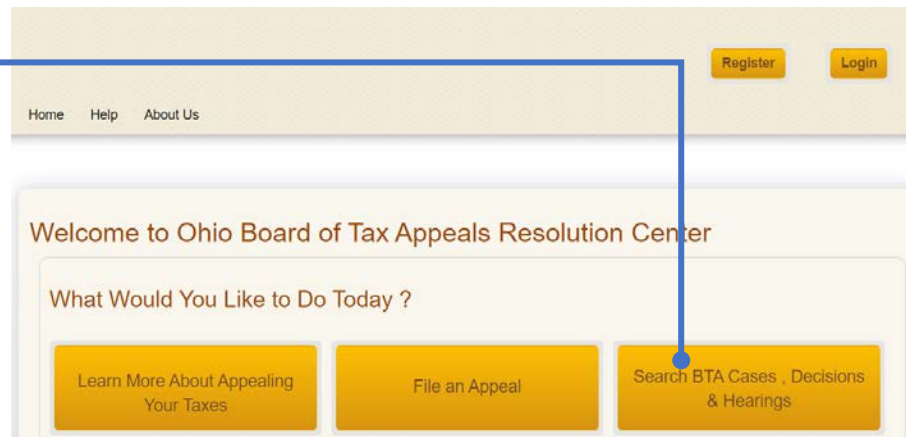 Register Login
Home Help About Us
Welcome to Ohio Board of Tax Appeals Resolution Center
What Would You Like to Do Today ?
Learn More About Appealing
Your Taxes
File an Appeal
Search BTA Cases , Decisions
& Hearings